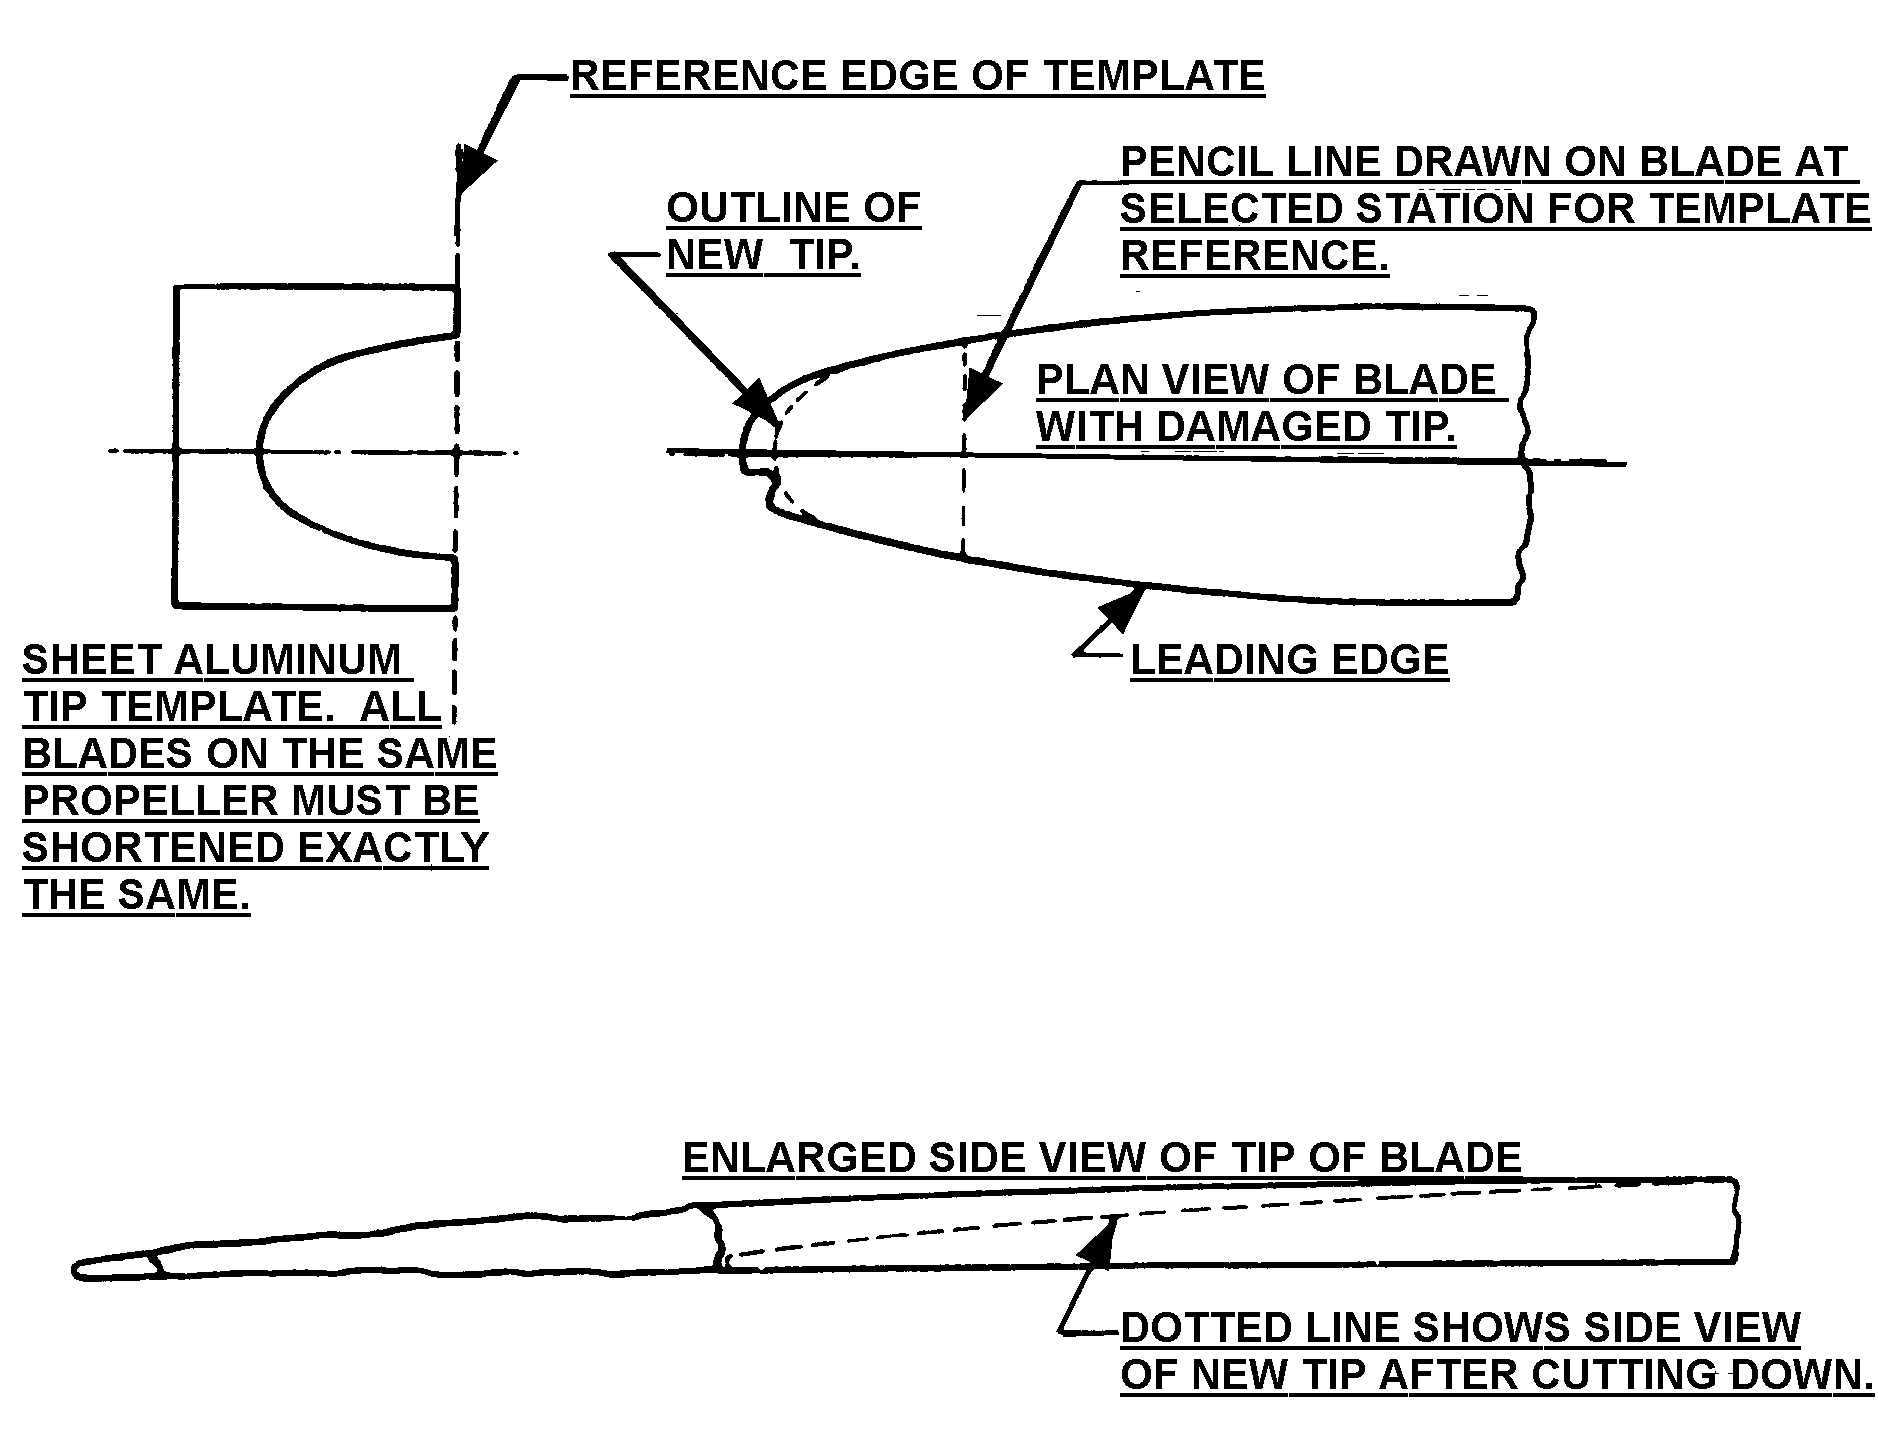 REFERENCE EDGE OF TEMPLATE
PENCIL LINE DRAWN ON BLADE AT
SELECTED STATION FOR TEMPLATE
REFERENCE.
OUTLINE OF
NEW TIP.
PLAN VIEW OF BLADE
WITH DAMAGED TIP.
LEADING EDGE
SHEET ALUMINUM
TIP TEMPLATE. ALL
BLADES ON THE SAME
PROPELLER MUST BE
SHORTENED EXACTLY
THE SAME.
ENLARGED SIDE VIEW OF TIP OF BLADE
DOTTED LINE SHOWS SIDE VIEW
OF NEW TIP AFTER CUTTING DOWN.